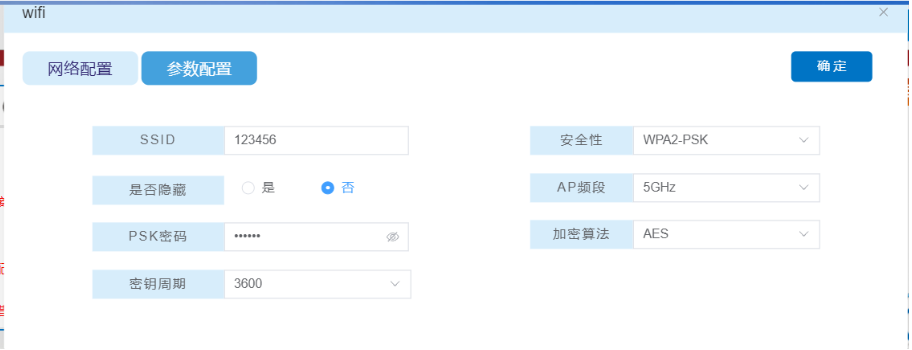 wifi
网络配置 参数配置 确定
SSID 123456 安全性 WPA2-PSK
是否隐藏 是 否 AP频段 5GHz
PSK密码 •••••• 加密算法 AES
密钥周期 3600